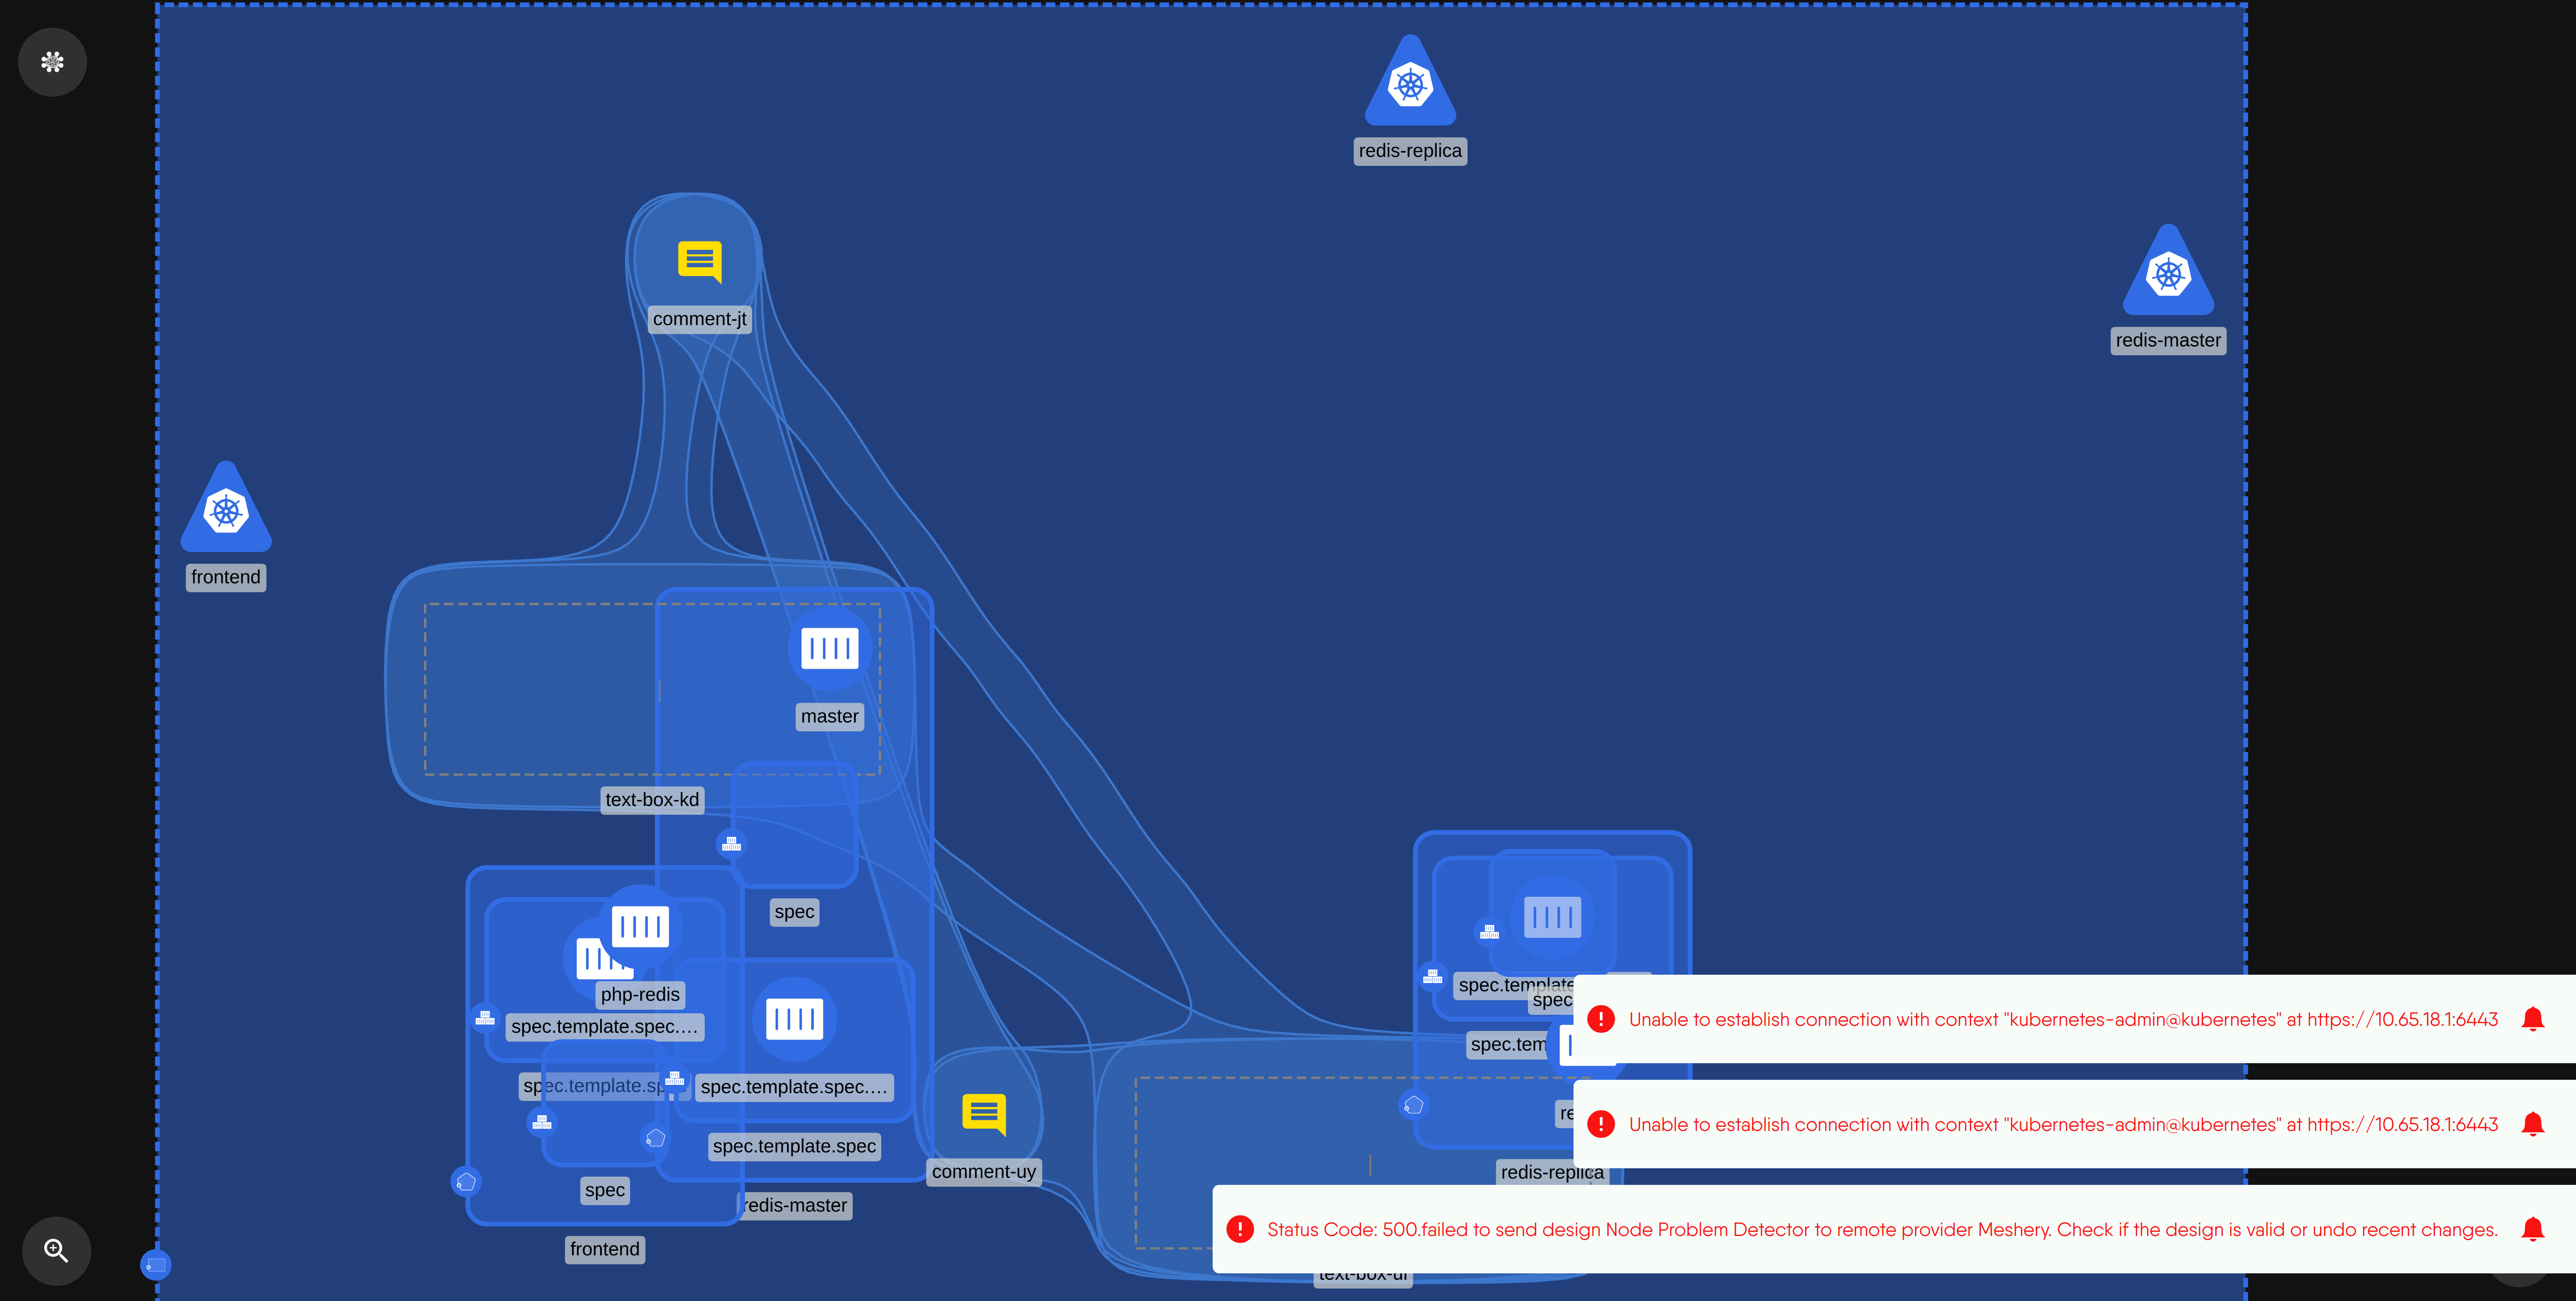 redis-replica
comment-jt
redis-master
frontend
master
text-box-kd
spec
php-redis
spec.template.spec....
spec.template.sp
spec.template.spec....
spec
spec.template.spec
redis-master
frontend
comment-uy
spec.template
spec
spec.tem
re
redis-replica
Unable to establish connection with context "kubernetes-admin@kubernetes" at https://10.65.18.1:6443
Unable to establish connection with context "kubernetes-admin@kubernetes" at https://10.65.18.1:6443
Status Code: 500.failed to send design Node Problem Detector to remote provider Meshery. Check if the design is valid or undo recent changes.